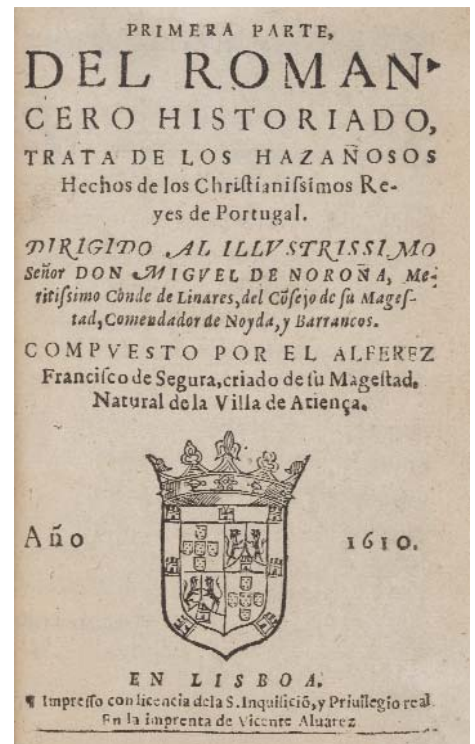 PRIMERA PARTE,
DEL ROMAN-
CERO HISTORIADO,
TRATA DE LOS HAZAÑOSOS
Hechos de los Chriſtianiſsimos Re-
yes de Portugal.
DIRIGIDO AL ILLVSTRISSIMO
Señor DON MIGVEL DE NOROÑA, Me-
ritiſsimo Conde de Linares, del Cõſejo de ſu Mageſ-
tad, Comendador de Noyda, y Barrancos.
COMPVESTO POR EL ALFEREZ
Franciſco de Segura, criado de ſu Mageſtad.
Natural de la Villa de Atiença.
Año 1610.
EN LISBOA.
¶ Impreſſo con licencia dela S. Inquiſiciõ, y Priuilegio real.
En la imprenta de Vicente Aluarez